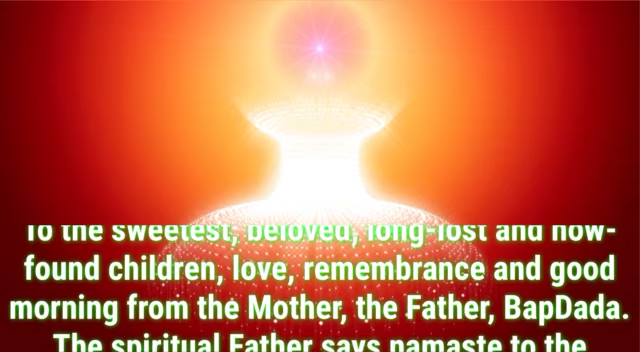 To the sweetest, beloved, long-lost and now-
found children, love, remembrance and good
morning from the Mother, the Father, BapDada.
The spiritual Father says namaste to the